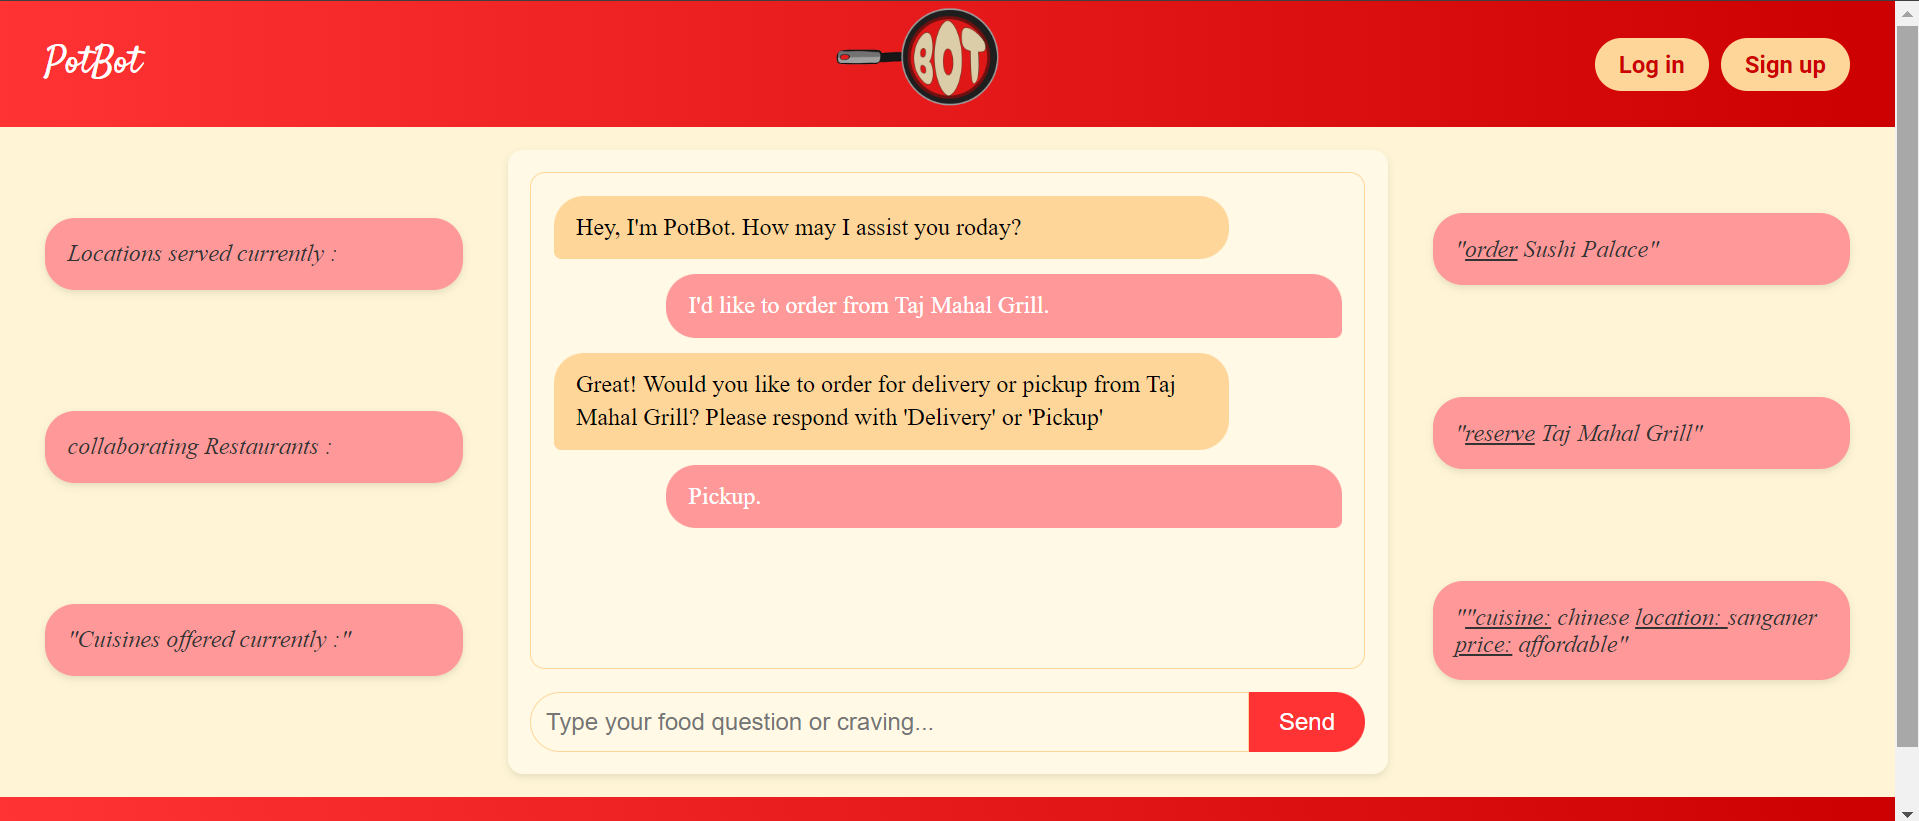 PotBot
BOT
Log in
Sign up
Locations served currently :
collaborating Restaurants :
"Cuisines offered currently :"
Hey, I'm PotBot. How may I assist you roday?
I'd like to order from Taj Mahal Grill.
Great! Would you like to order for delivery or pickup from Taj
Mahal Grill? Please respond with 'Delivery' or 'Pickup'
Pickup.
Type your food question or craving...
Send
"order Sushi Palace"
"reserve Taj Mahal Grill"
""cuisine: chinese location: sanganer
price: affordable"